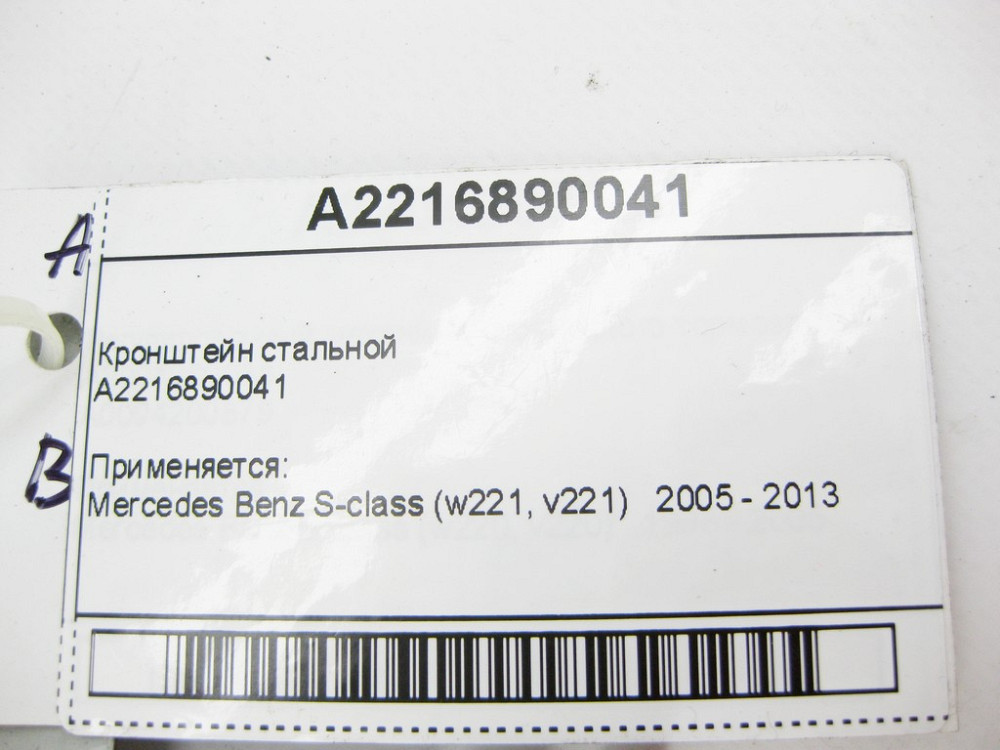 A2216890041
A
Кронштейн стальной
A2216890041
B
Применяется:
Mercedes Benz S-class (w221, v221) 2005 - 2013